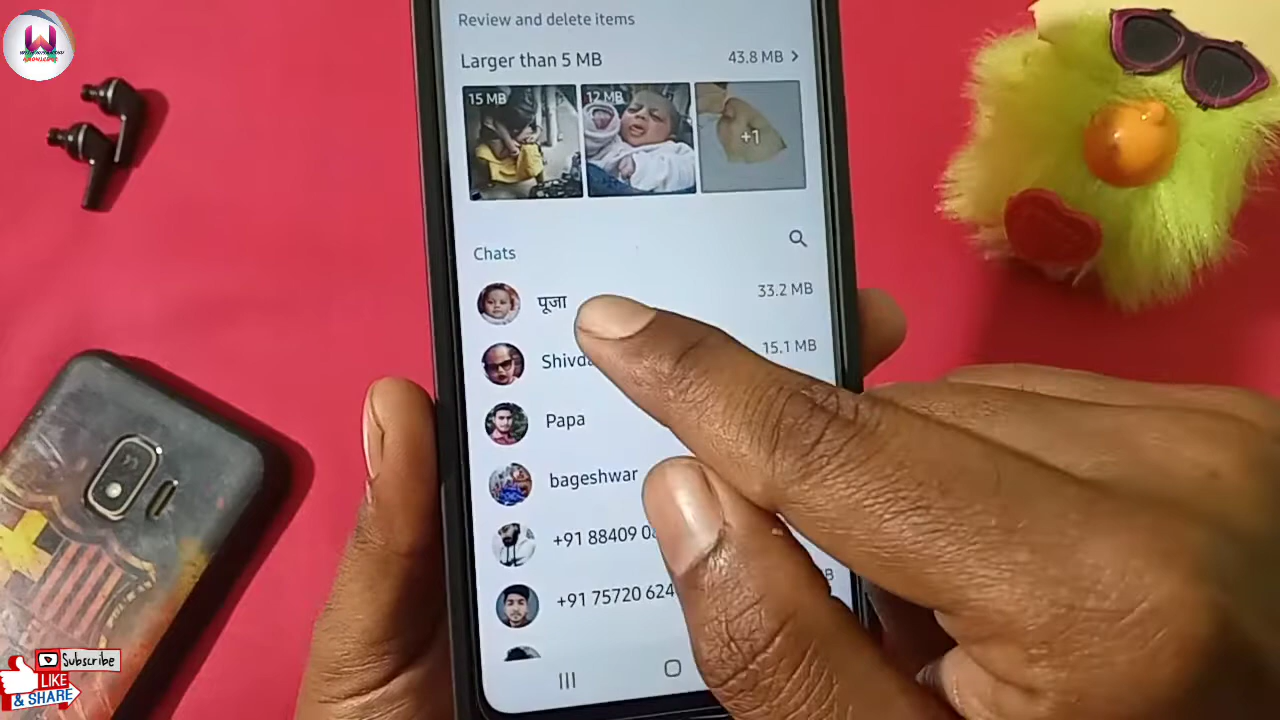 Review and delete items
Larger than 5 MB 43.8 MB
15 MB 12 MB +1
Chats
पूजा 33.2 MB
15.1 MB
Papa
bageshwar
+91 88409
+91 75720 624
Subscribe
LIKE
& SHARE